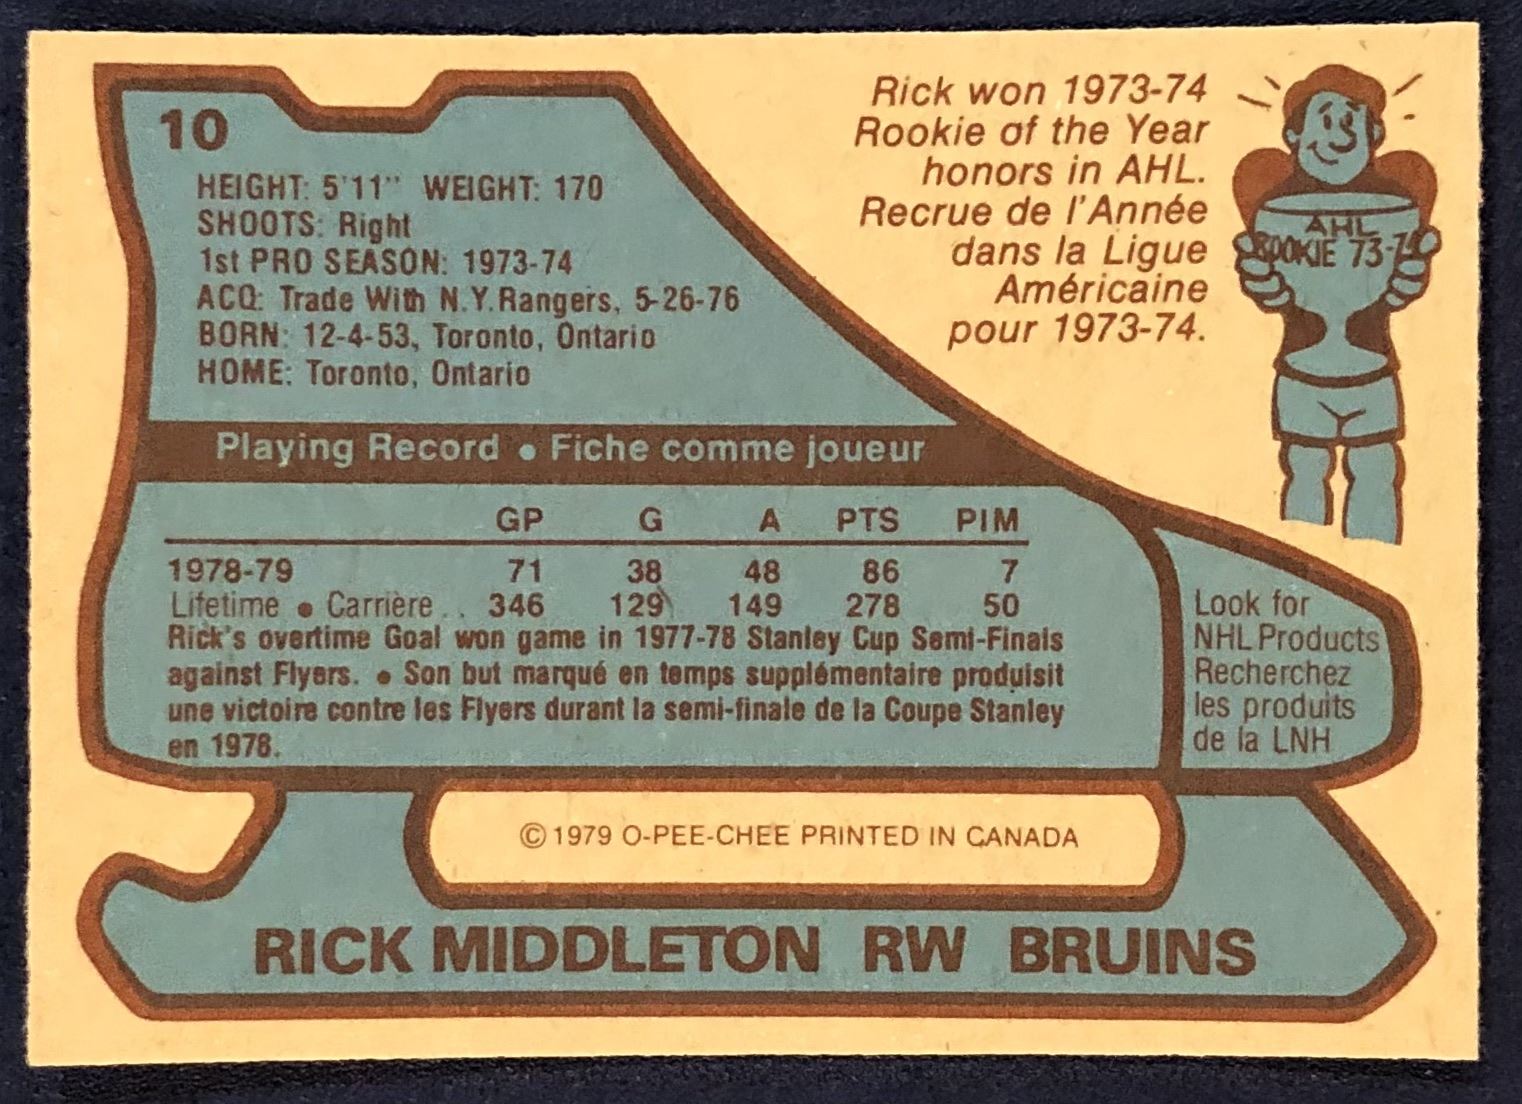 10
HEIGHT: 5'11" WEIGHT: 170
SHOOTS: Right
1st PRO SEASON: 1973-74
ACQ: Trade With N.Y. Rangers, 5-26-76
BORN: 12-4-53, Toronto, Ontario
HOME: Toronto, Ontario
Rick won 1973-74
Rookie of the Year
honors in AHL.
Recrue de l'Année
dans la Ligue
Américaine
pour 1973-74.
AHL
ROOKIE 73-7
Playing Record • Fiche comme joueur
GP G A PTS PIM
1978-79 71 38 48 86 7
Lifetime • Carrière .. 346 129 149 278 50
Rick's overtime Goal won game in 1977-78 Stanley Cup Semi-Finals
against Flyers. • Son but marqué en temps supplémentaire produisit
une victoire contre les Flyers durant la semi-finale de la Coupe Stanley
en 1978.
Look for
NHL Products
Recherchez
les produits
de la LNH
© 1979 O-PEE-CHEE PRINTED IN CANADA
RICK MIDDLETON RW BRUINS